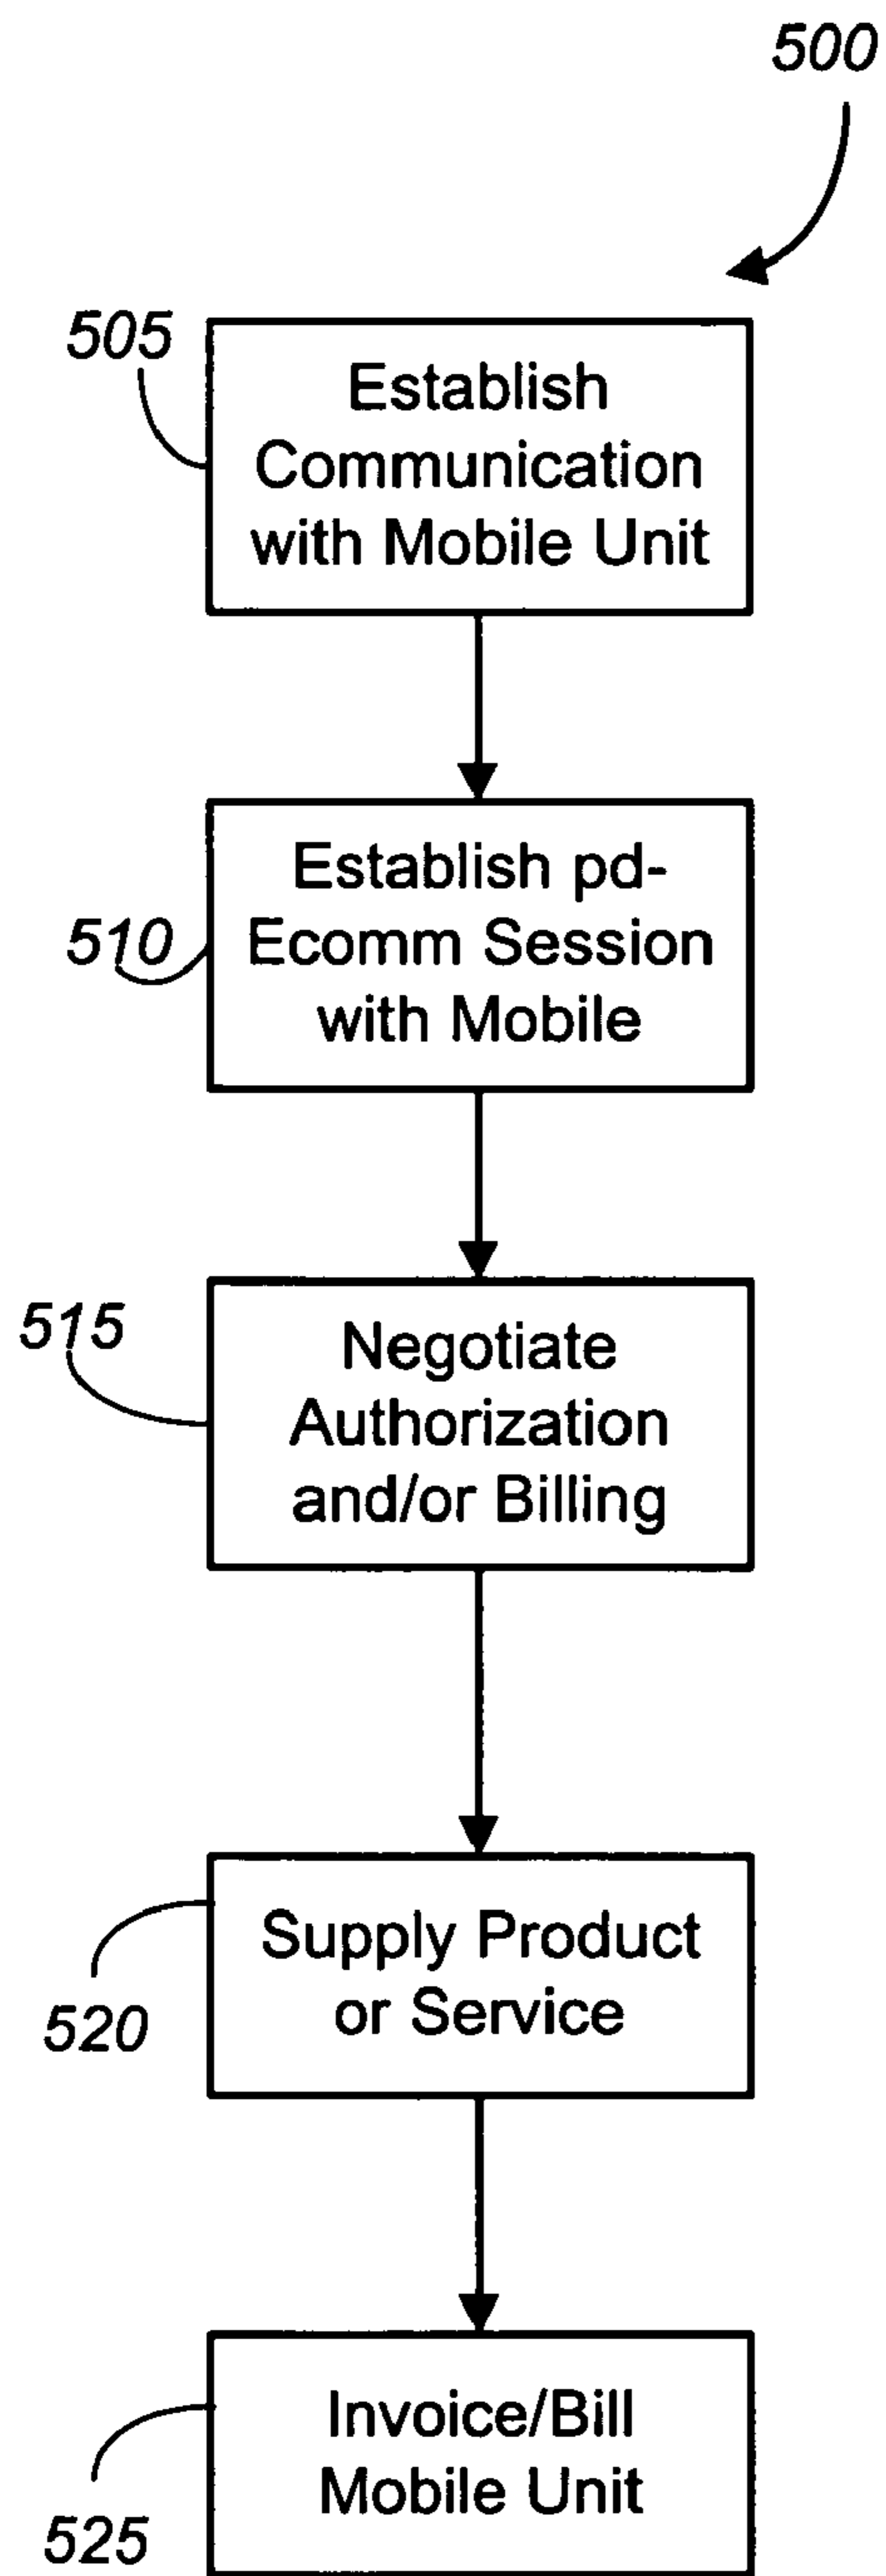 500
505
Establish
Communication
with Mobile Unit
510
Establish pd-
Ecomm Session
with Mobile
515
Negotiate
Authorization
and/or Billing
520
Supply Product
or Service
525
Invoice/Bill
Mobile Unit